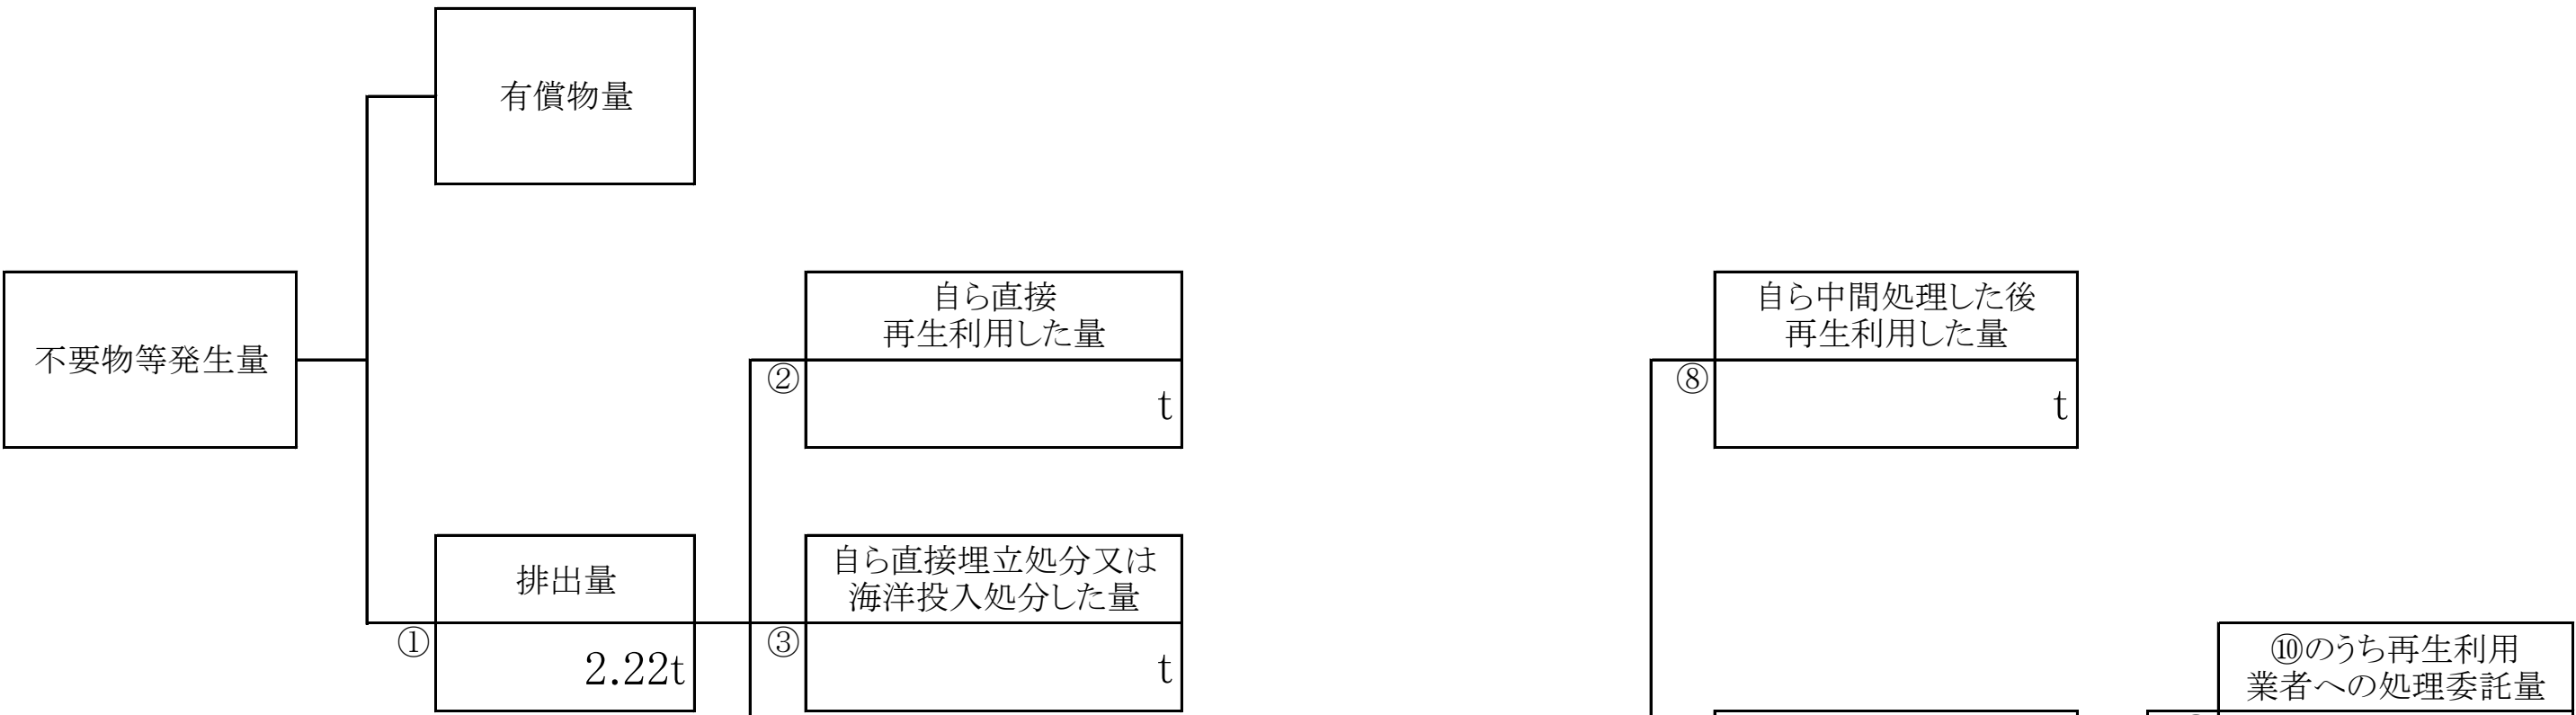 有償物量
不要物等発生量
自ら直接
再生利用した量
②
t
自ら中間処理した後
再生利用した量
⑧
t
排出量
①
2.22t
自ら直接埋立処分又は
海洋投入処分した量
③
t
⑩のうち再生利用
業者への処理委託量